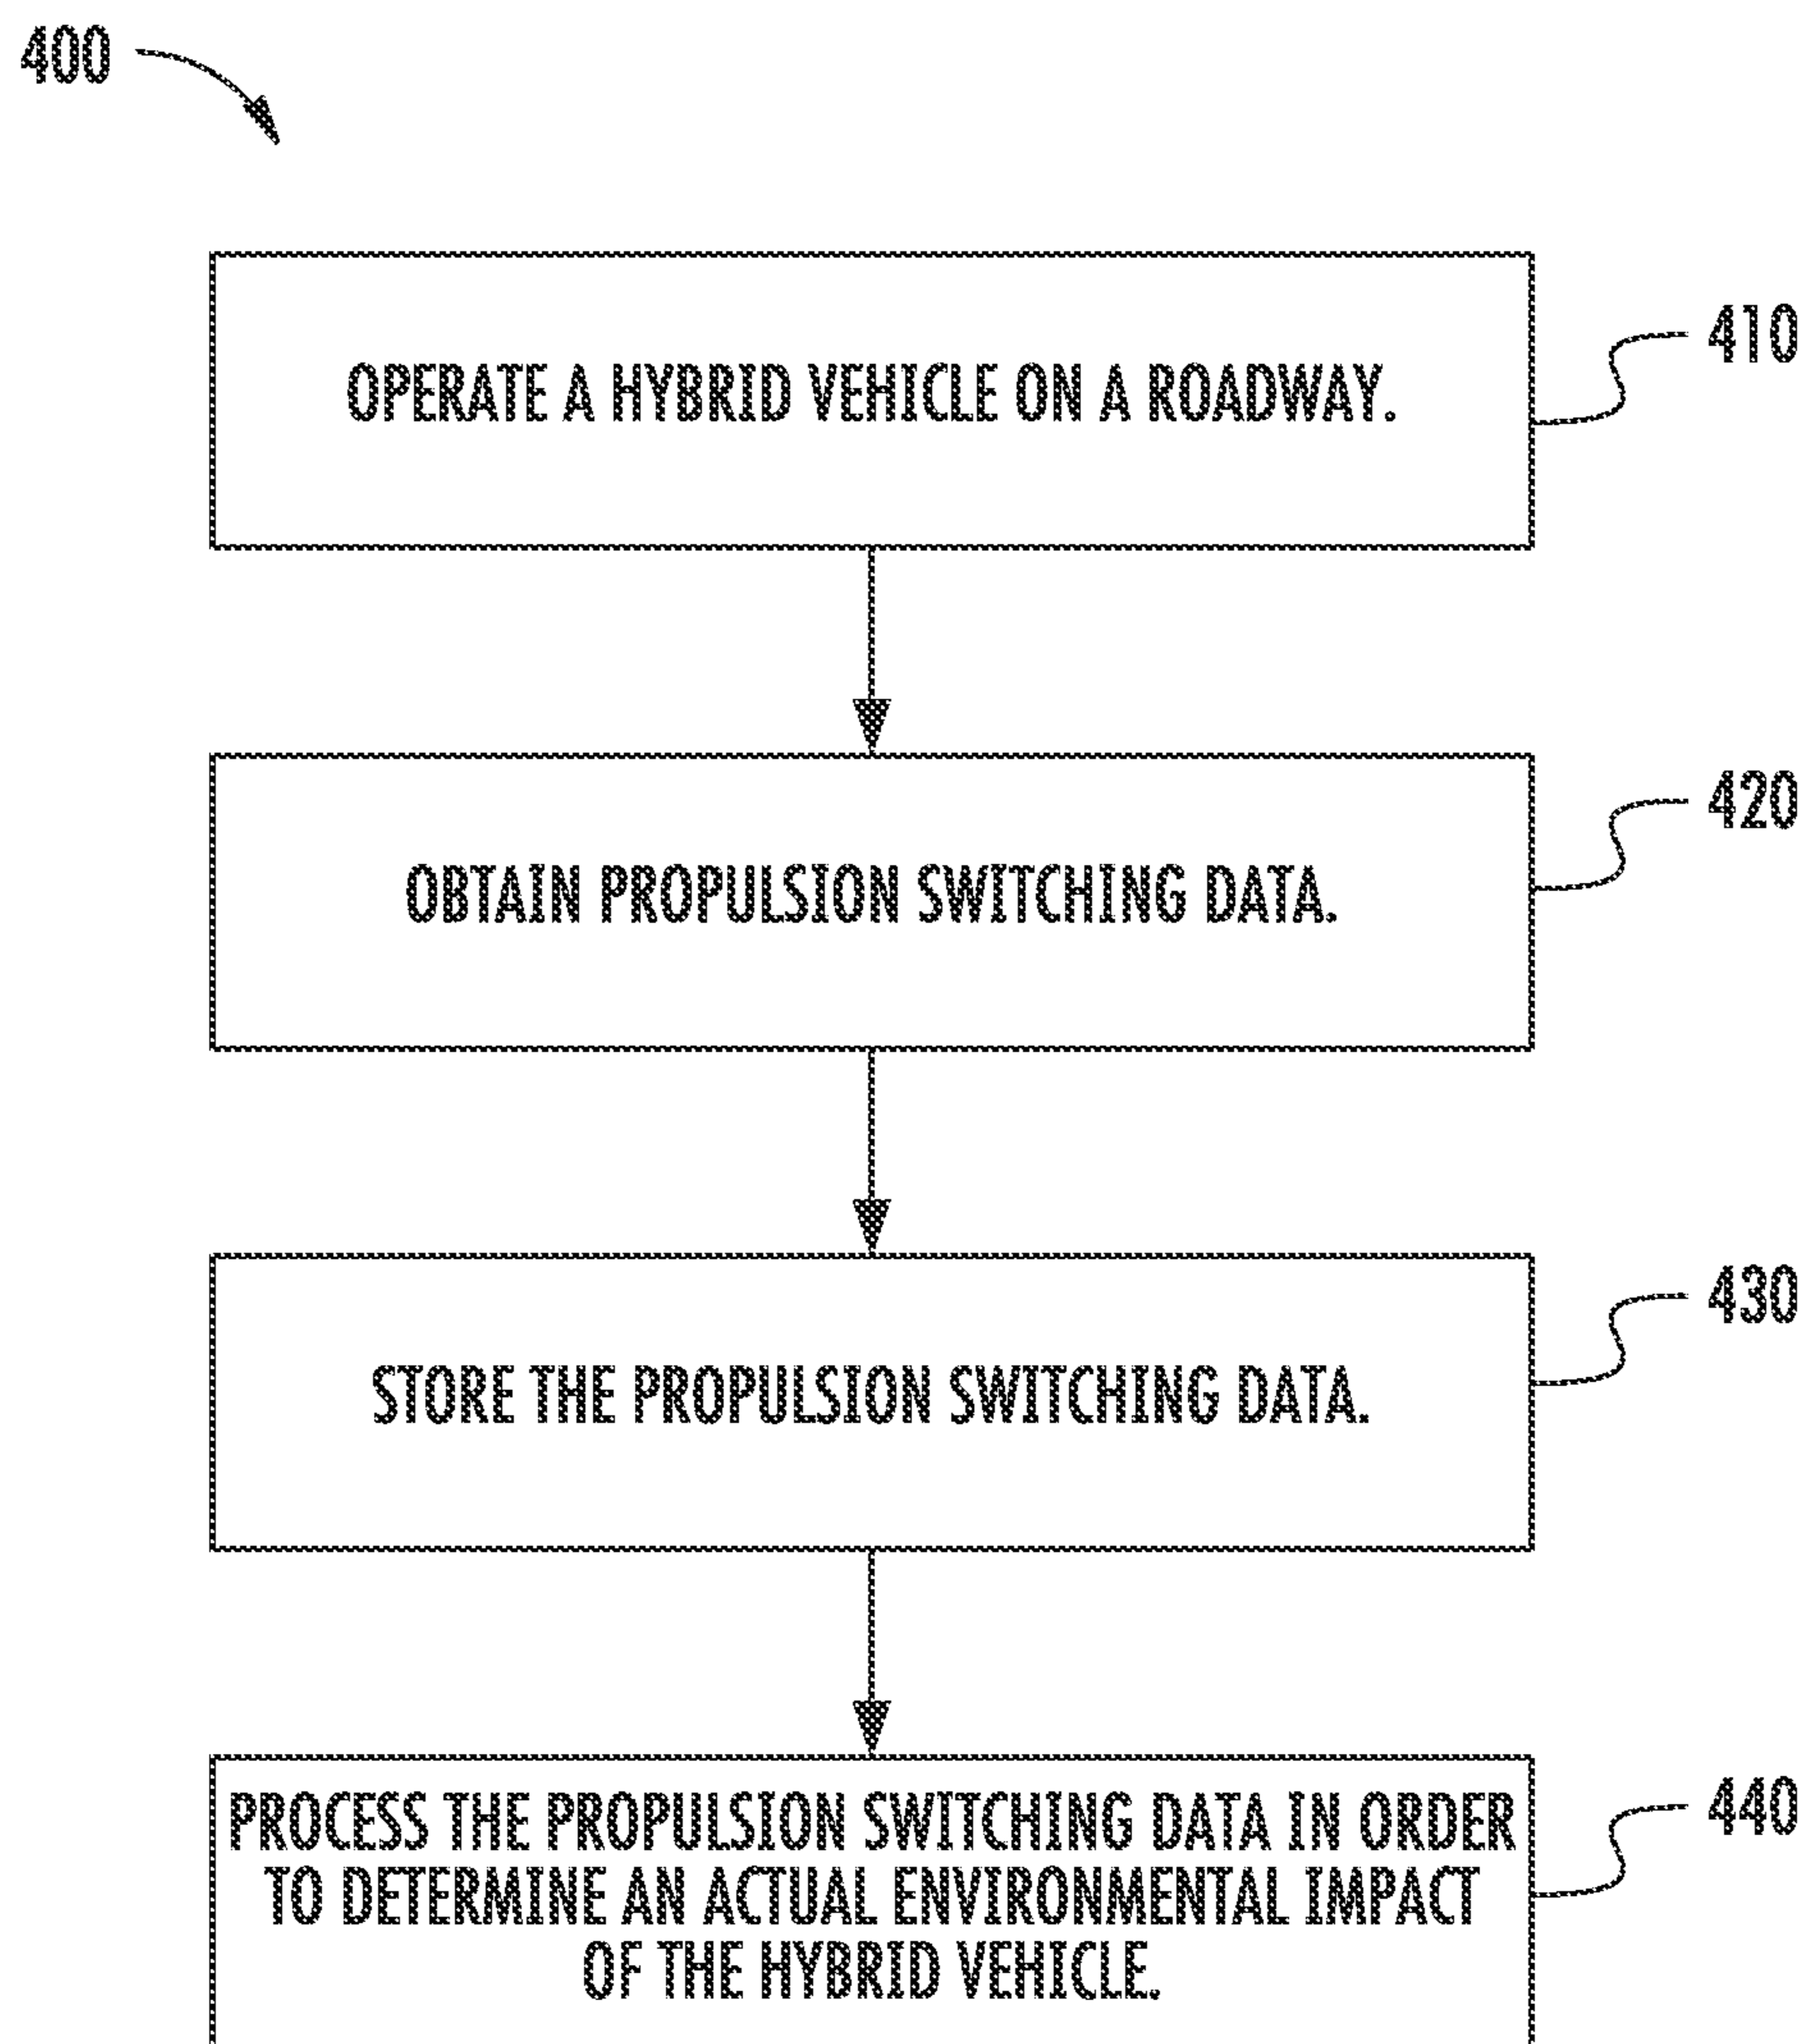 400
OPERATE A HYBRID VEHICLE ON A ROADWAY.
410
OBTAIN PROPULSION SWITCHING DATA.
420
STORE THE PROPULSION SWITCHING DATA.
430
PROCESS THE PROPULSION SWITCHING DATA IN ORDER
TO DETERMINE AN ACTUAL ENVIRONMENTAL IMPACT
OF THE HYBRID VEHICLE.
440